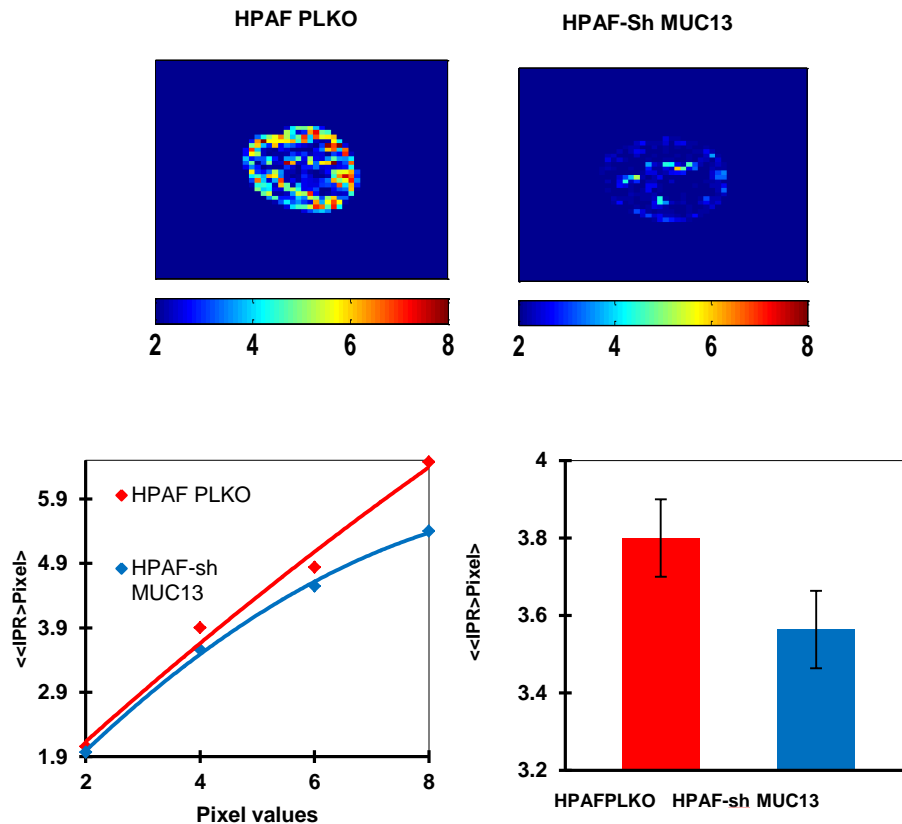 HPAF PLKO
HPAF-Sh MUC13
2 4 6 8
2 4 6 8
<<IPR>Pixel>
5.9
4.9
3.9
2.9
1.9
HPAF PLKO
HPAF-sh
MUC13
2 4 6 8
Pixel values
<<IPR>Pixel>
4
3.8
3.6
3.4
3.2
HPAFPLKO HPAF-sh MUC13